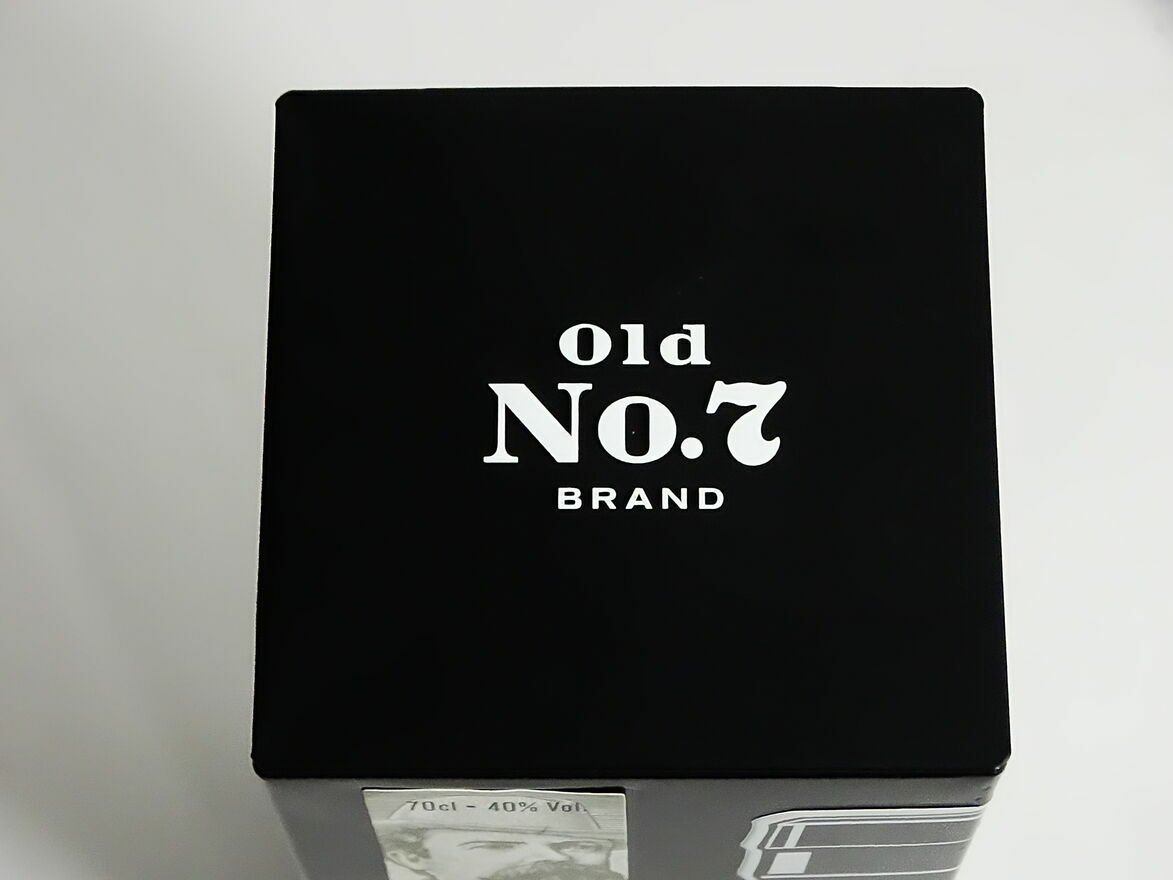 Old
No.7
BRAND
70cl - 40% Vol.